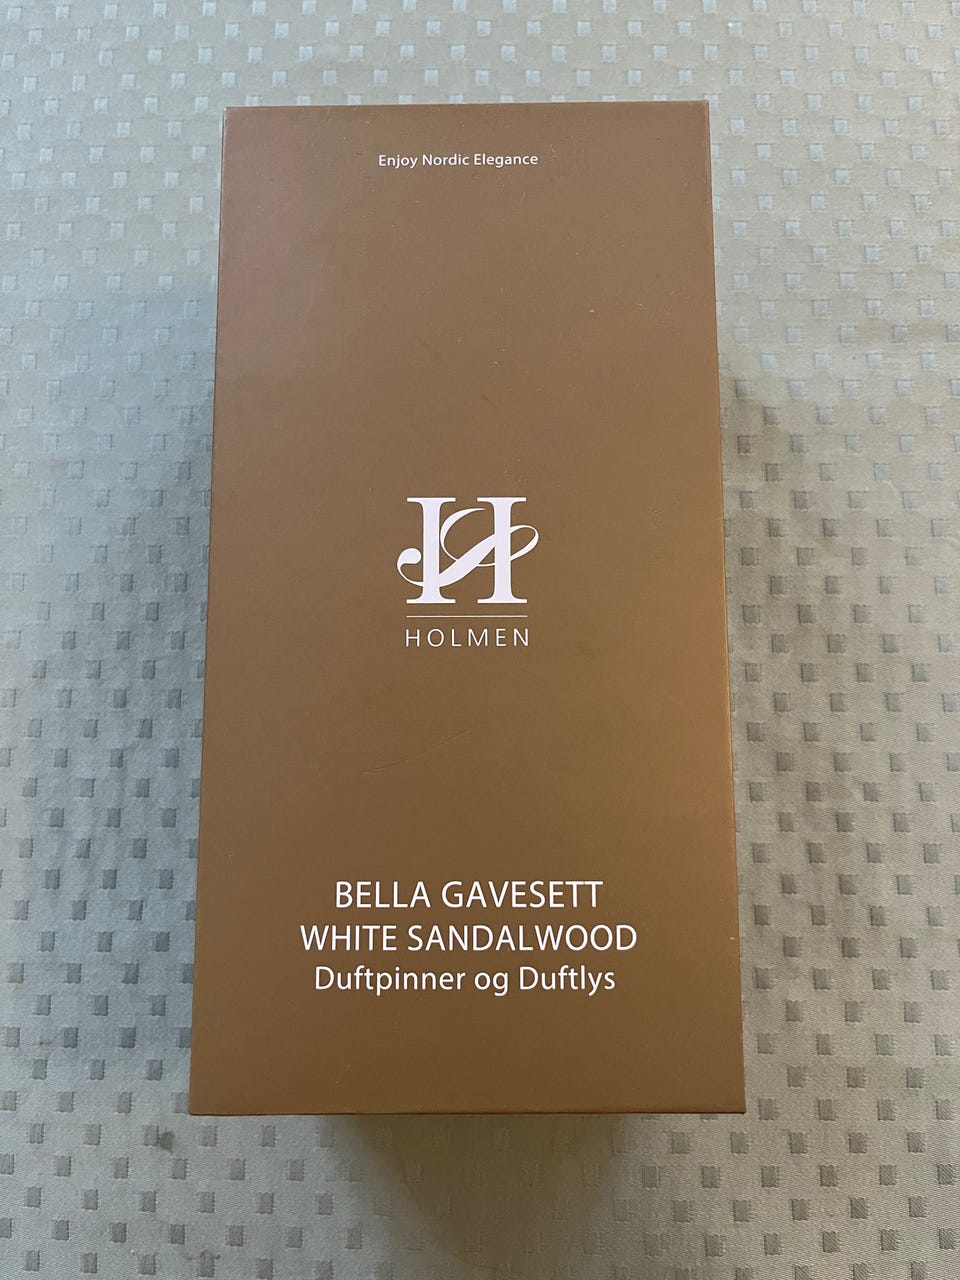 Enjoy Nordic Elegance
H
HOLMEN
BELLA GAVESETT
WHITE SANDALWOOD
Duftpinner og Duftlys